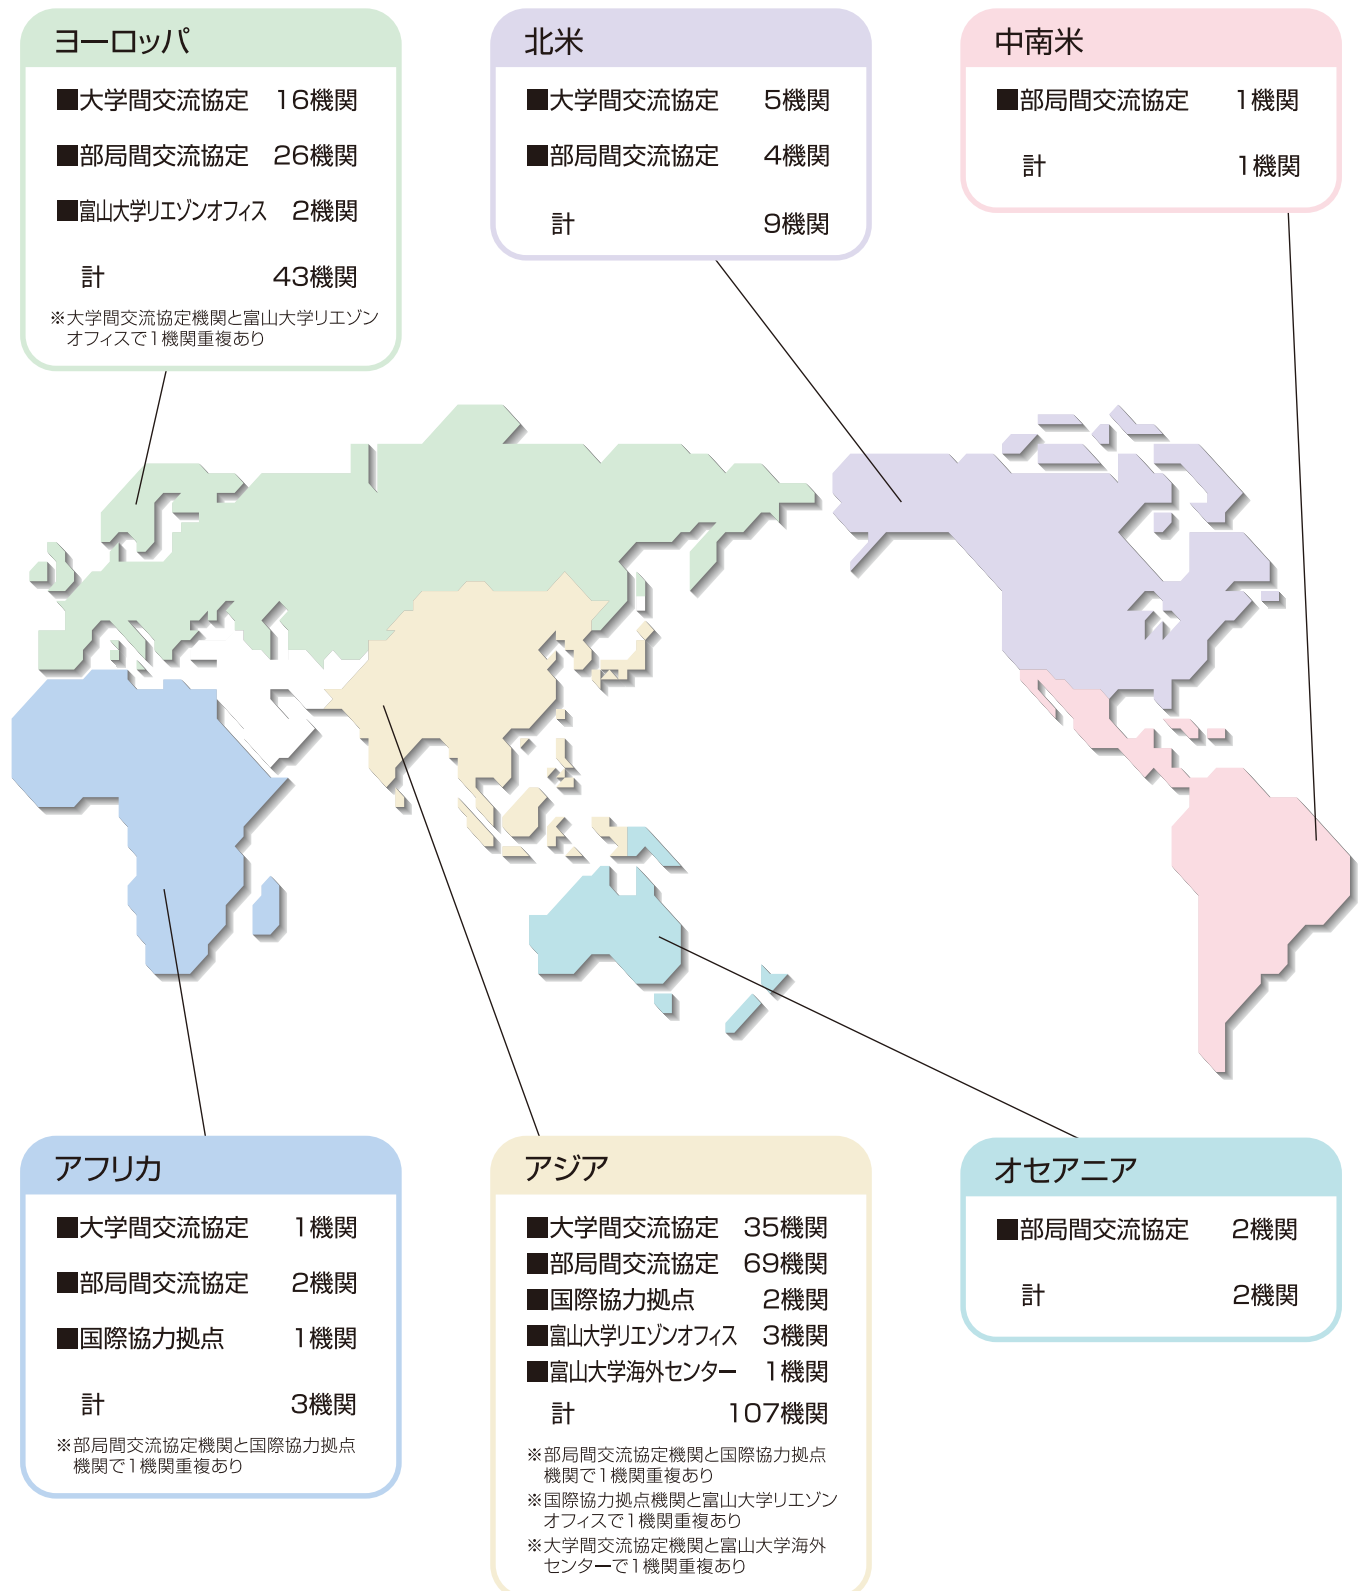 ヨーロッパ
■大学間交流協定 16機関
■部局間交流協定 26機関
■富山大学リエゾンオフィス 2機関
計 43機関
※大学間交流協定機関と富山大学リエゾン
オフィスで1機関重複あり
北米
■大学間交流協定 5機関
■部局間交流協定 4機関
計 9機関
中南米
■部局間交流協定 1機関
計 1機関
アフリカ
■大学間交流協定 1機関
■部局間交流協定 2機関
■国際協力拠点 1機関
計 3機関
※部局間交流協定機関と国際協力拠点
機関で1機関重複あり
アジア
■大学間交流協定 35機関
■部局間交流協定 69機関
■国際協力拠点 2機関
■富山大学リエゾンオフィス 3機関
■富山大学海外センター 1機関
計 107機関
※部局間交流協定機関と国際協力拠点
機関で1機関重複あり
※国際協力拠点機関と富山大学リエゾン
オフィスで1機関重複あり
※大学間交流協定機関と富山大学海外
センターで1機関重複あり
オセアニア
■部局間交流協定 2機関
計 2機関